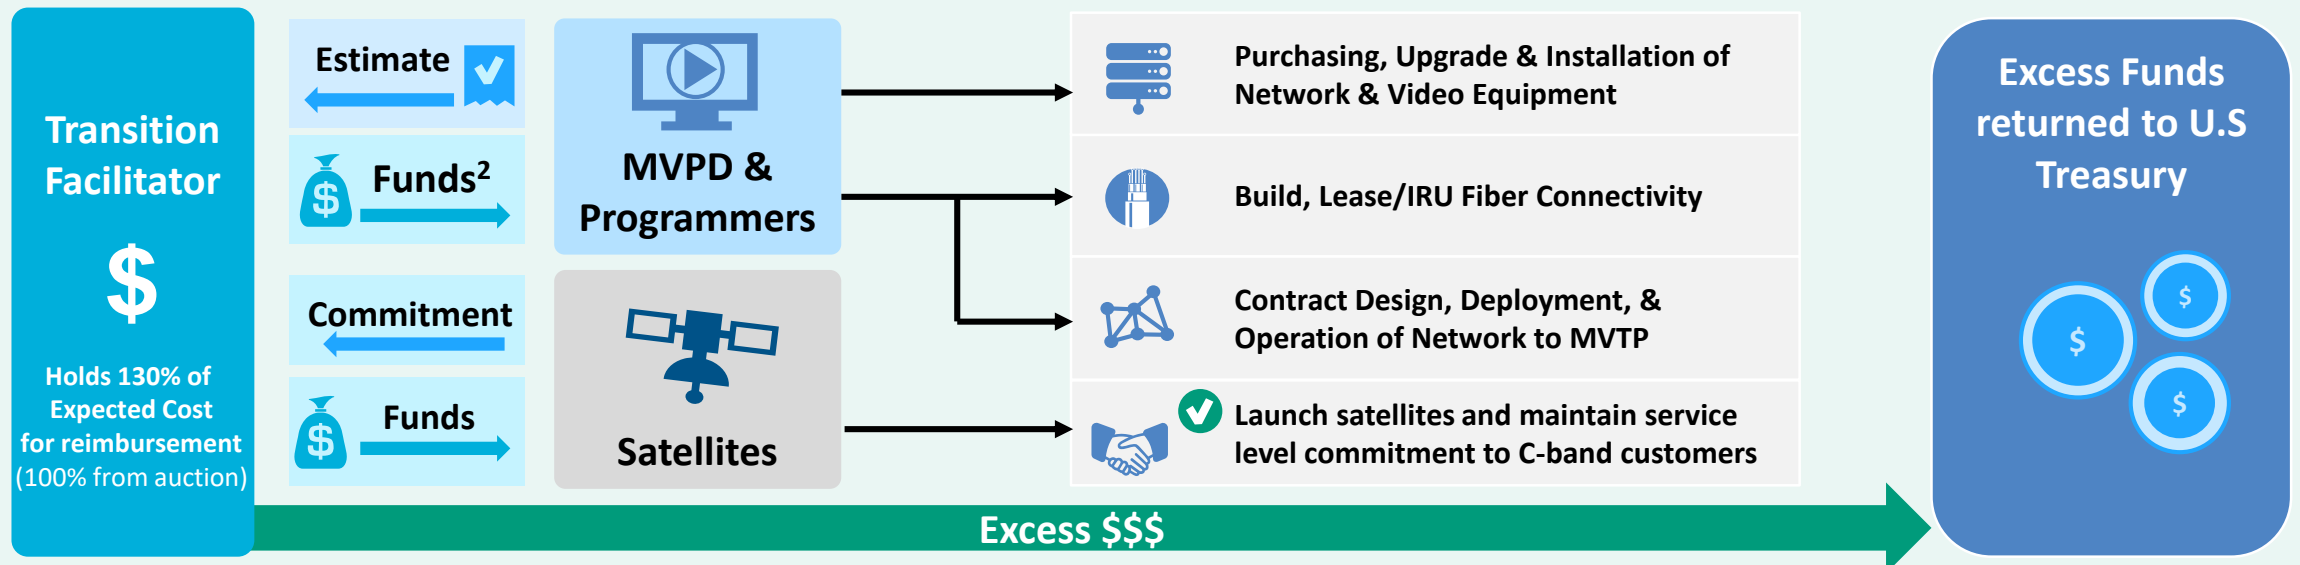 Transition
Facilitator
$
Holds 130% of
Expected Cost
for reimbursement
(100% from auction)
Estimate
$
Funds²
Commitment
$
Funds
MVPD &
Programmers
Satellites
Purchasing, Upgrade & Installation of
Network & Video Equipment
Build, Lease/IRU Fiber Connectivity
Contract Design, Deployment, &
Operation of Network to MVTP
Launch satellites and maintain service
level commitment to C-band customers
Excess $$$
Excess Funds
returned to U.S
Treasury
$
$
$